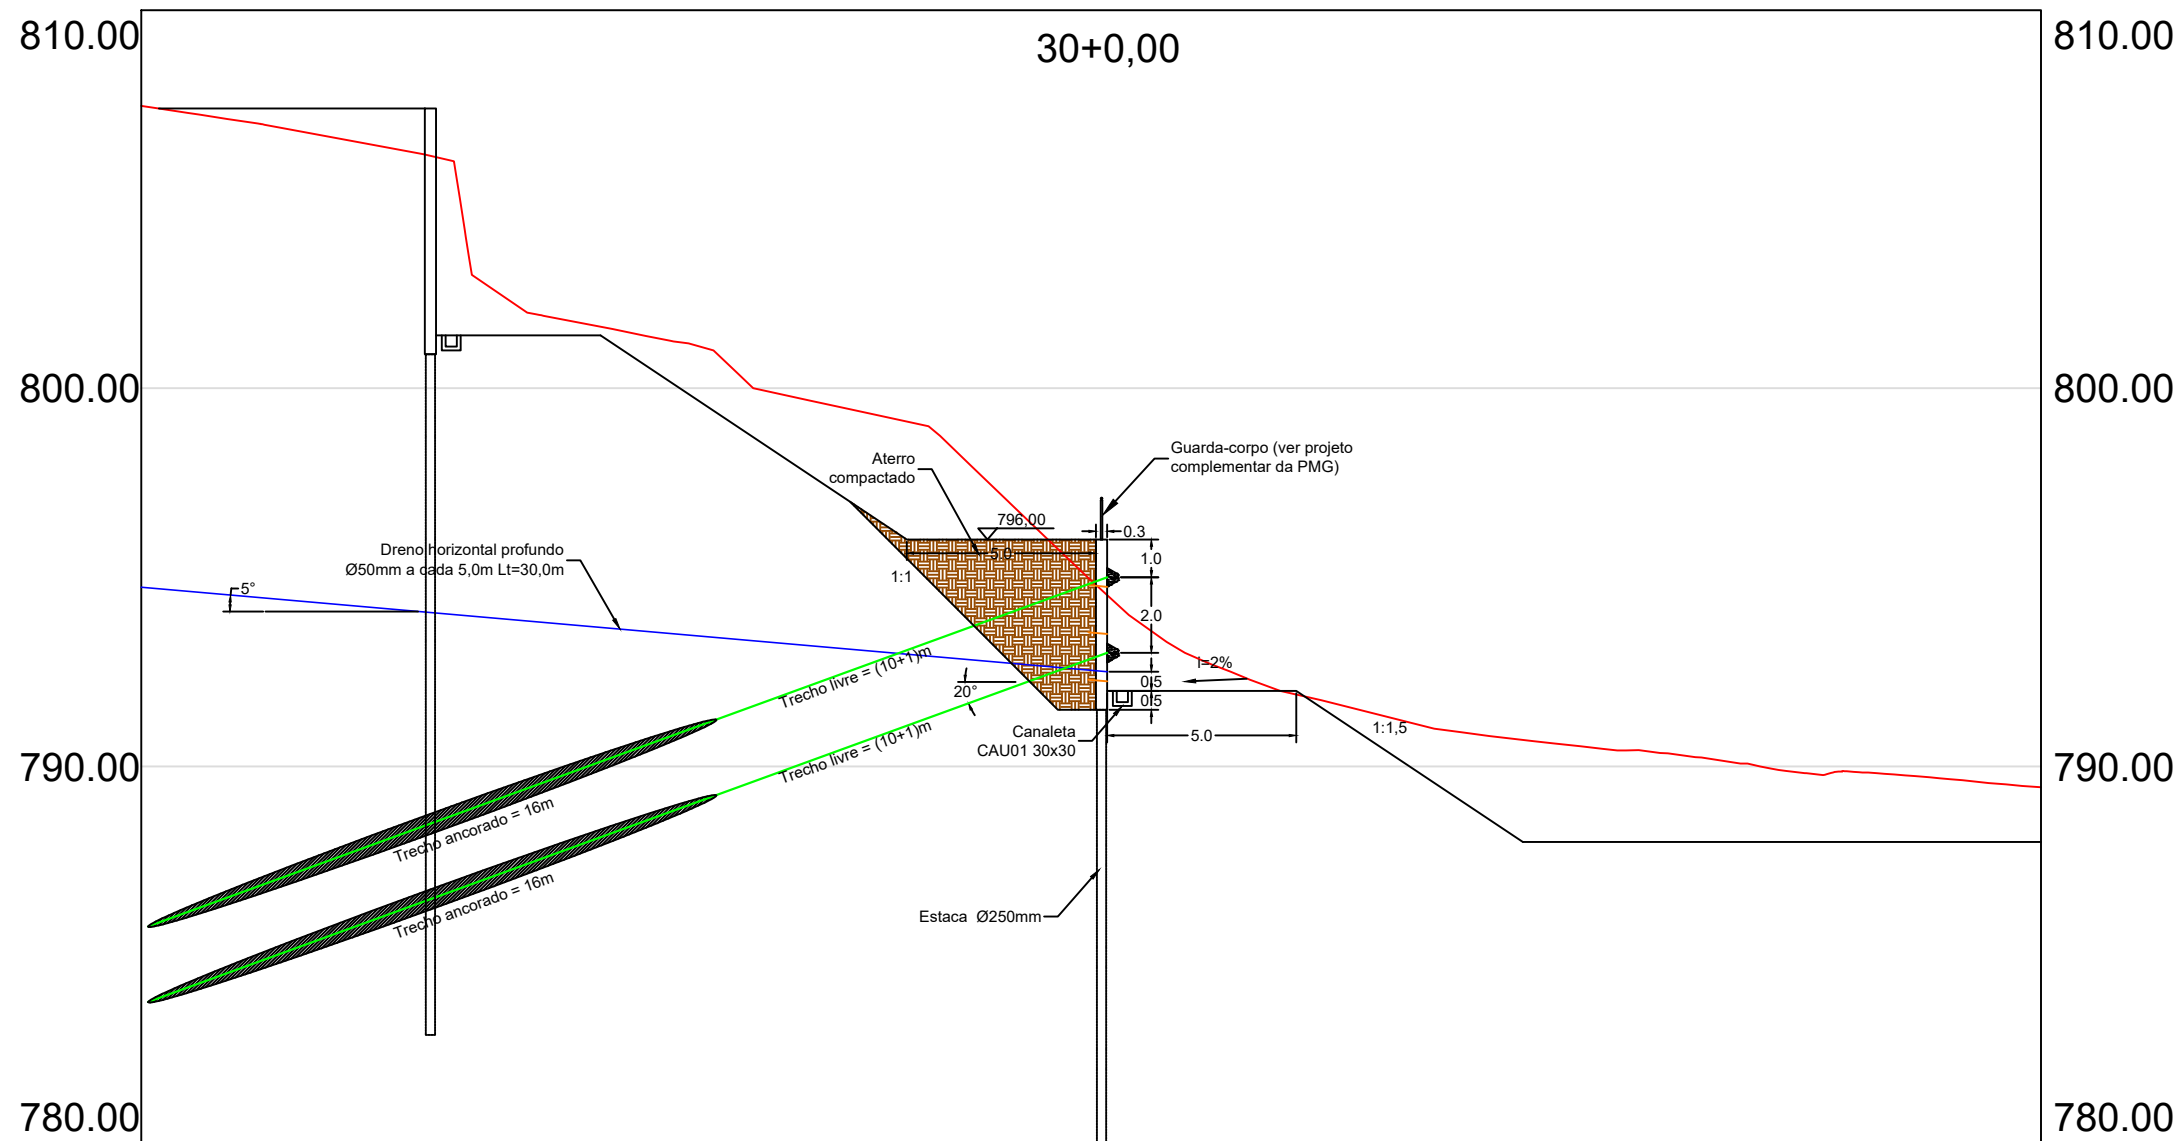 810.00
30+0,00
810.00
800.00
800.00
Guarda-corpo (ver projeto
complementar da PMG)
Aterro
compactado
796,00
0.3
Dreno horizontal profundo
Ø50mm a cada 5,0m Lt=30,0m
5.0
1.0
1:1
5°
2.0
Trecho livre = (10+1)m
I=2%
20°
0.5
0.5
Canaleta
CAU01 30x30
5.0
1:1,5
Trecho livre = (10+1)m
790.00
790.00
Trecho ancorado = 16m
Trecho ancorado = 16m
Estaca Ø250mm
780.00
780.00